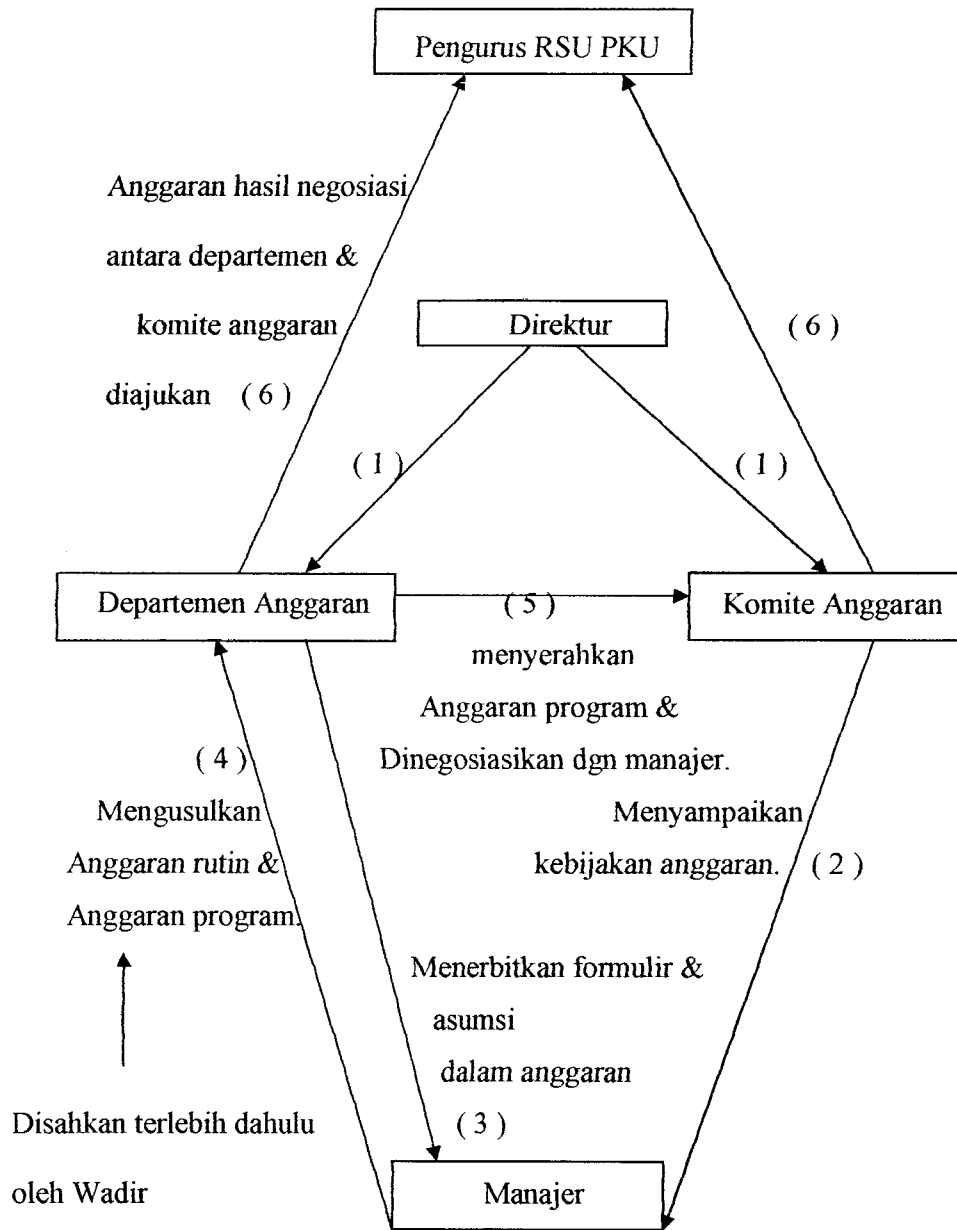 Pengurus RSU PKU
Anggaran hasil negosiasi
antara departemen &
komite anggaran
diajukan ( 6 )
Direktur
( 6 )
( 1 )
( 1 )
Departemen Anggaran
Komite Anggaran
( 5 )
menyerahkan
Anggaran program &
Dinegosiasikan dgn manajer.
( 4 )
Mengusulkan
Anggaran rutin &
Anggaran program.
Menyampaikan
kebijakan anggaran. ( 2 )
Menerbitkan formulir &
asumsi
dalam anggaran
( 3 )
Disahkan terlebih dahulu
oleh Wadir
Manajer